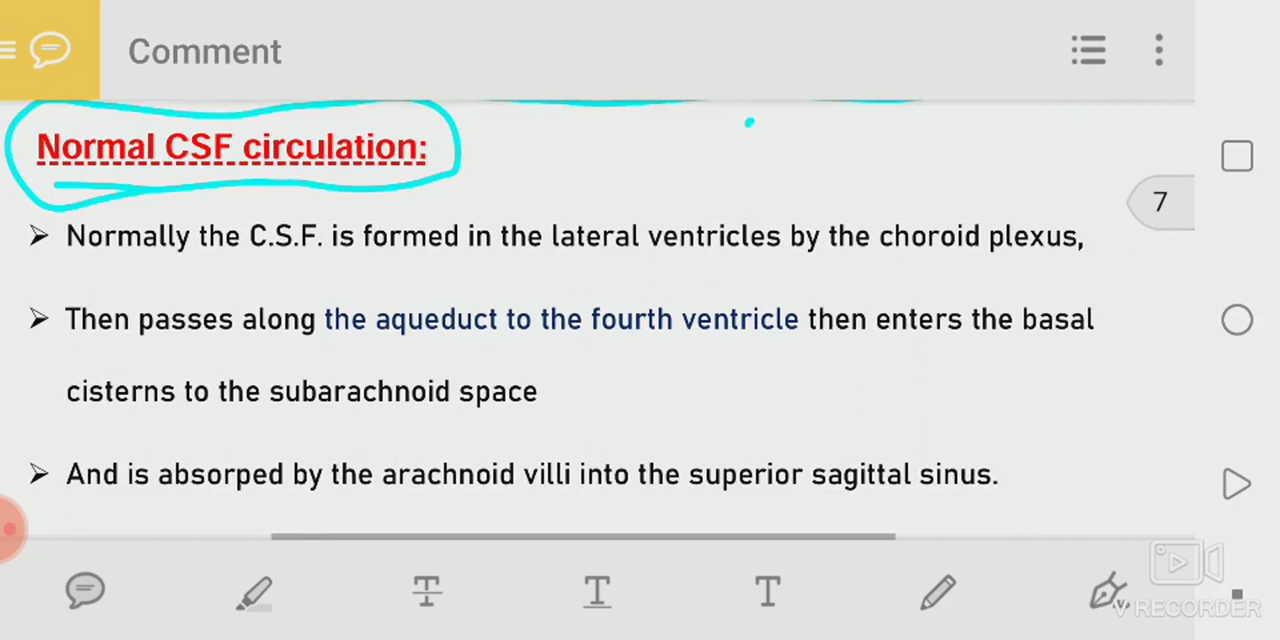 Comment
Normal CSF circulation:
7
➢ Normally the C.S.F. is formed in the lateral ventricles by the choroid plexus,
➢ Then passes along the aqueduct to the fourth ventricle then enters the basal
cisterns to the subarachnoid space
➢ And is absorped by the arachnoid villi into the superior sagittal sinus.
T T T
V RECORDER